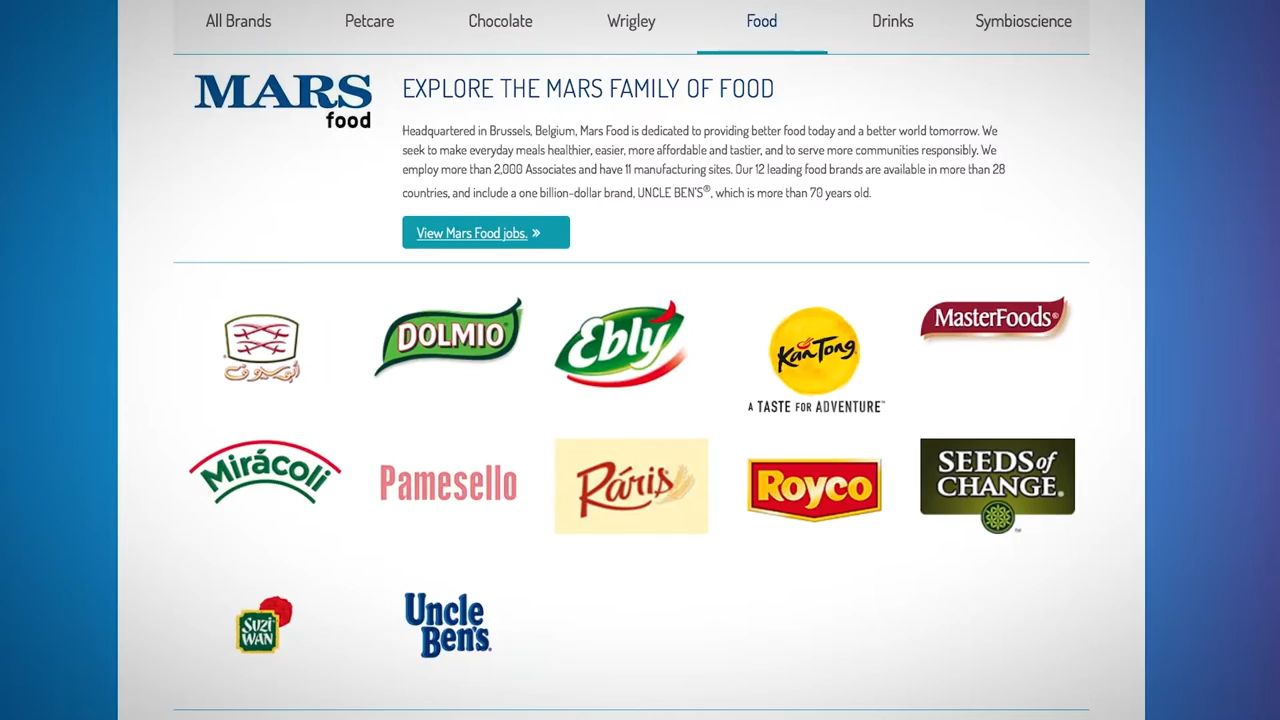 All Brands
Petcare
Chocolate
Wrigley
Food
Drinks
Symbioscience
MARS
food
EXPLORE THE MARS FAMILY OF FOOD
Headquartered in Brussels, Belgium, Mars Food is dedicated to providing better food today and a better world tomorrow. We
seek to make everyday meals healthier, easier, more affordable and tastier, and to serve more communities responsibly. We
employ more than 2,000 Associates and have 11 manufacturing sites. Our 12 leading food brands are available in more than 28
countries, and include a one billion-dollar brand, UNCLE BEN'S®, which is more than 70 years old.
View Mars Food jobs. »
DOLMIO
Ebly
KanTong
A TASTE FOR ADVENTURE™
MasterFoods®
Mirácoli
Pamesello
Ráris
Royco
SEEDS of
CHANGE®
™
SUZI
WAN
Uncle
Ben's®